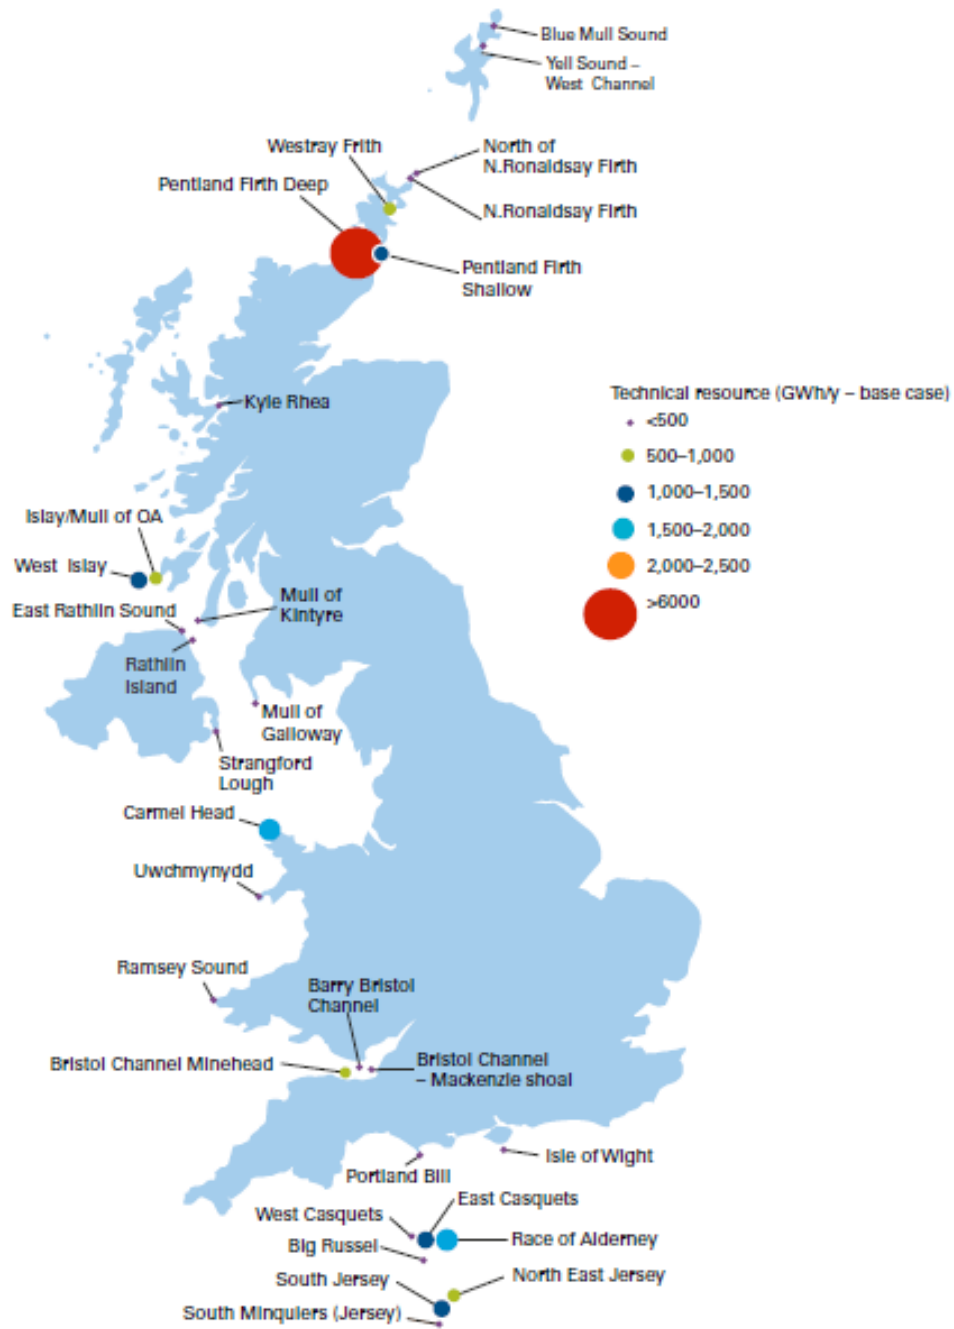 Blue Mull Sound
Yell Sound –
West Channel
Westray Frith
North of
N.Ronaldsay Firth
Pentland Firth Deep
N.Ronaldsay Firth
Pentland Firth
Shallow
Kyle Rhea
Technical resource (GWh/y – base case)
<500
500–1,000
1,000–1,500
1,500–2,000
2,000–2,500
>6000
Islay/Mull of OA
West Islay
East Rathlin Sound
Mull of
Kintyre
Rathlin
Island
Mull of
Galloway
Strangford
Lough
Carmel Head
Uwchmynydd
Ramsey Sound
Barry Bristol
Channel
Bristol Channel Minehead
Bristol Channel
– Mackenzie shoal
Isle of Wight
Portland Bill
East Casquets
West Casquets
Race of Alderney
Big Russel
North East Jersey
South Jersey
South Minquiers (Jersey)